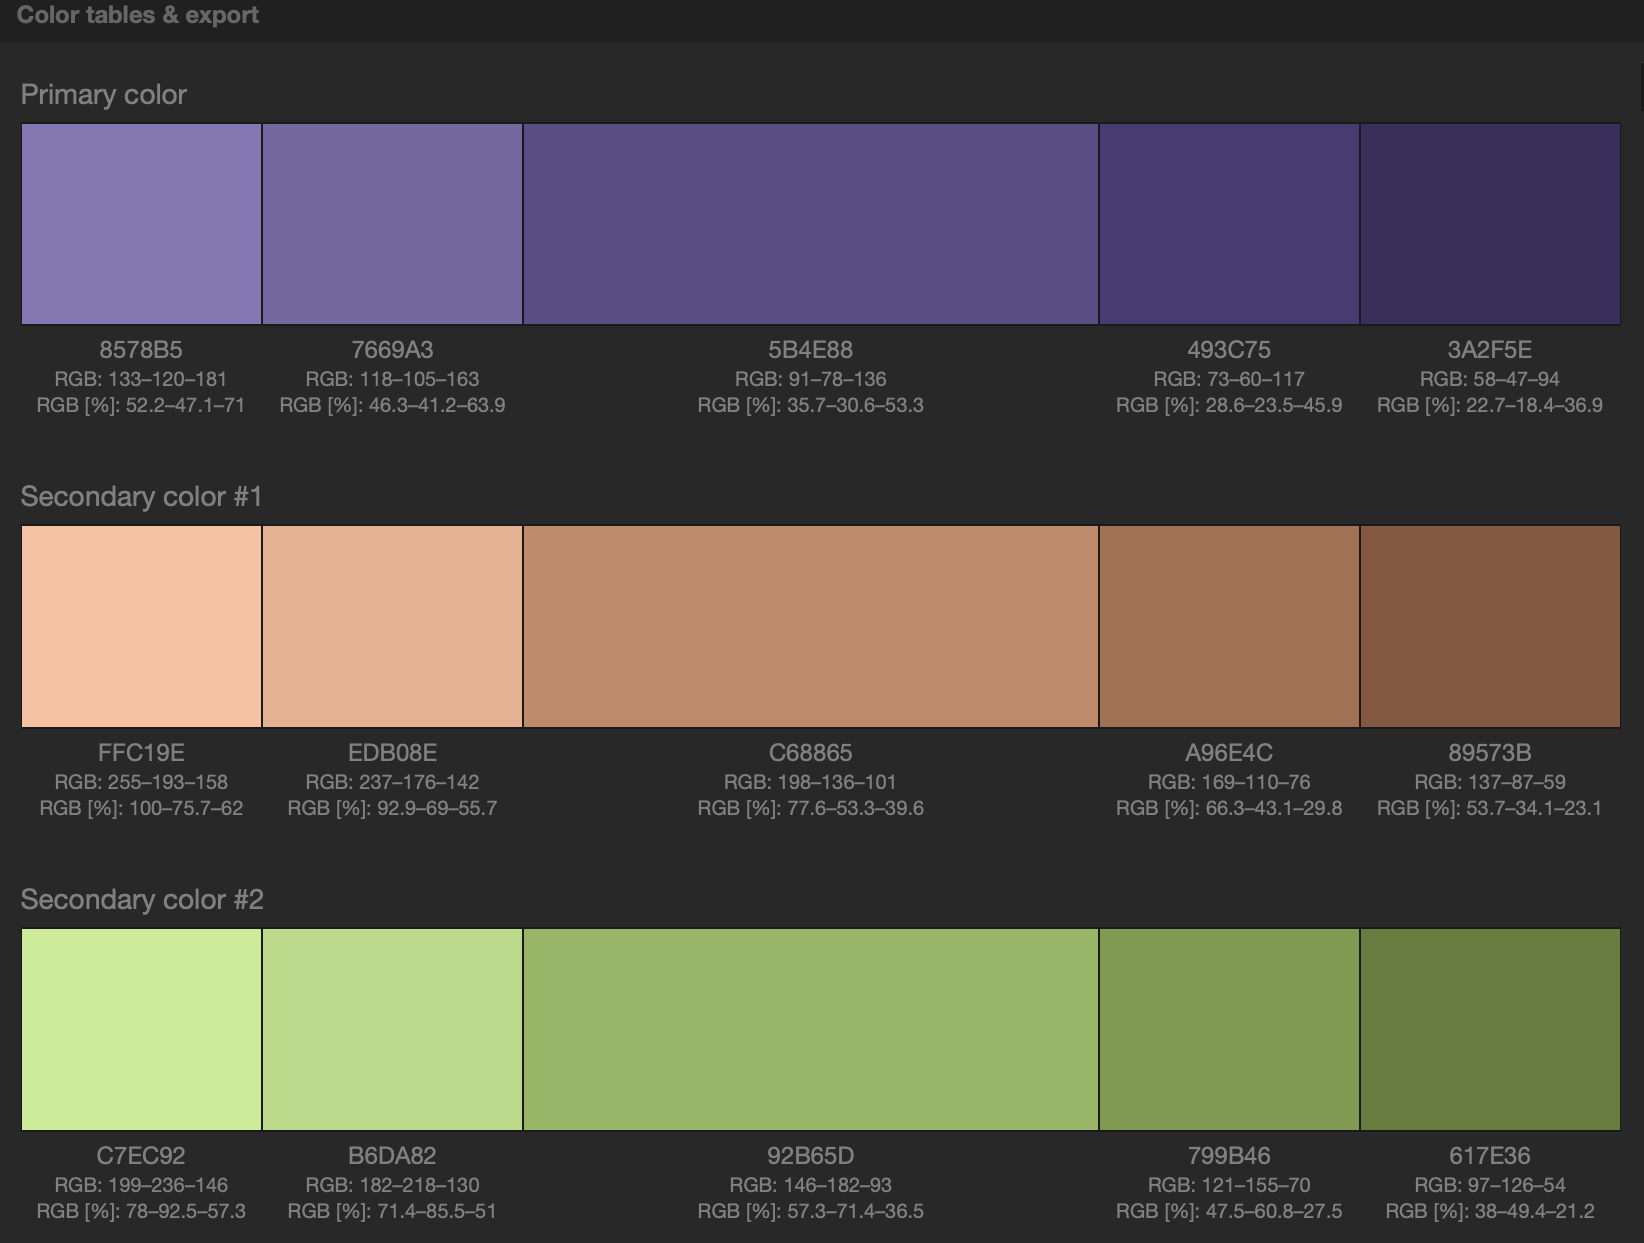 Color tables & export
Primary color
8578B5
RGB: 133–120–181
RGB [%]: 52.2–47.1–71
7669A3
RGB: 118–105–163
RGB [%]: 46.3–41.2–63.9
5B4E88
RGB: 91–78–136
RGB [%]: 35.7–30.6–53.3
493C75
RGB: 73–60–117
RGB [%]: 28.6–23.5–45.9
3A2F5E
RGB: 58–47–94
RGB [%]: 22.7–18.4–36.9
Secondary color #1
FFC19E
RGB: 255–193–158
RGB [%]: 100–75.7–62
EDB08E
RGB: 237–176–142
RGB [%]: 92.9–69–55.7
C68865
RGB: 198–136–101
RGB [%]: 77.6–53.3–39.6
A96E4C
RGB: 169–110–76
RGB [%]: 66.3–43.1–29.8
89573B
RGB: 137–87–59
RGB [%]: 53.7–34.1–23.1
Secondary color #2
C7EC92
RGB: 199–236–146
RGB [%]: 78–92.5–57.3
B6DA82
RGB: 182–218–130
RGB [%]: 71.4–85.5–51
92B65D
RGB: 146–182–93
RGB [%]: 57.3–71.4–36.5
799B46
RGB: 121–155–70
RGB [%]: 47.5–60.8–27.5
617E36
RGB: 97–126–54
RGB [%]: 38–49.4–21.2